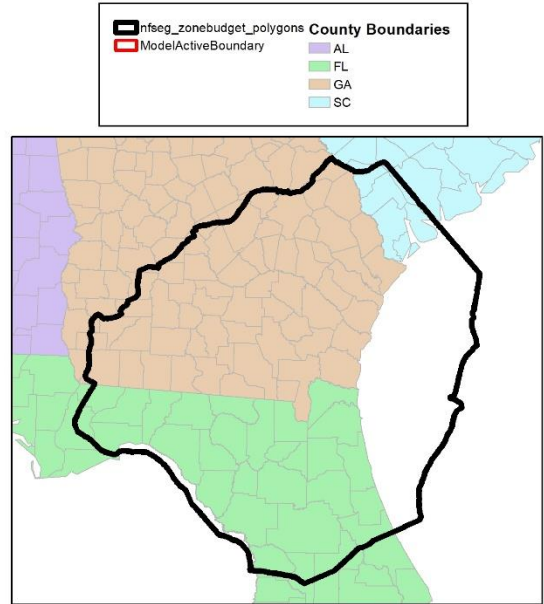 nfseg_zonebudget_polygons
ModelActiveBoundary
County Boundaries
AL
FL
GA
SC